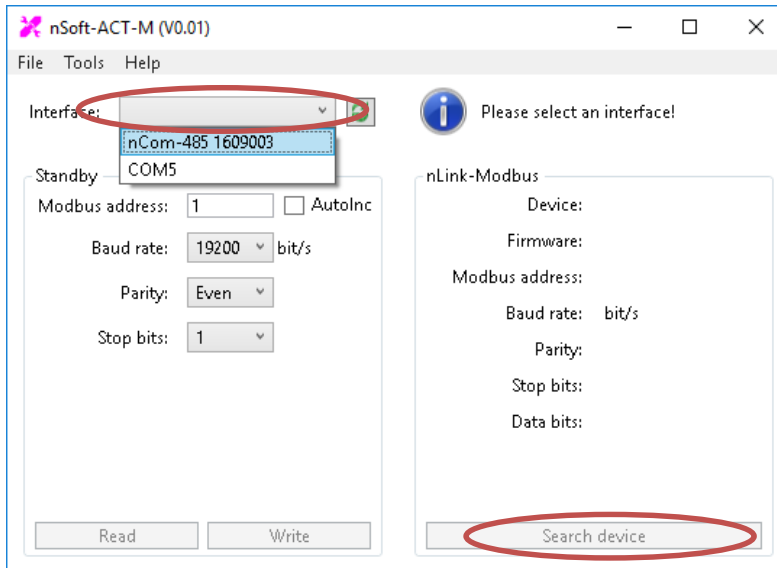 nSoft-ACT-M (V0.01)
File Tools Help
Interface:
Please select an interface!
nCom-485 1609003
COM5
Standby
Modbus address: 1 AutoInc
Baud rate: 19200 bit/s
Parity: Even
Stop bits: 1
Read Write
nLink-Modbus
Device:
Firmware:
Modbus address:
Baud rate: bit/s
Parity:
Stop bits:
Data bits:
Search device